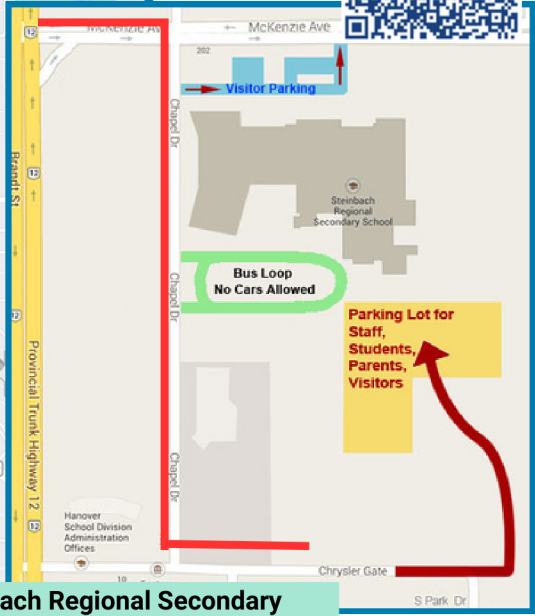 McKenzie Ave
McKenzie Ave
12
202
Visitor Parking
Chapel Dr
12
Brandt St
Steinbach
Regional
Secondary School
Bus Loop
No Cars Allowed
Chapel Dr
12
Parking Lot for
Staff,
Students,
Parents,
Visitors
Provincial Trunk Highway 12
Chapel Dr
Hanover
School Division
Administration
Offices
12
Chrysler Gate
10
ach Regional Secondary
S Park Dr